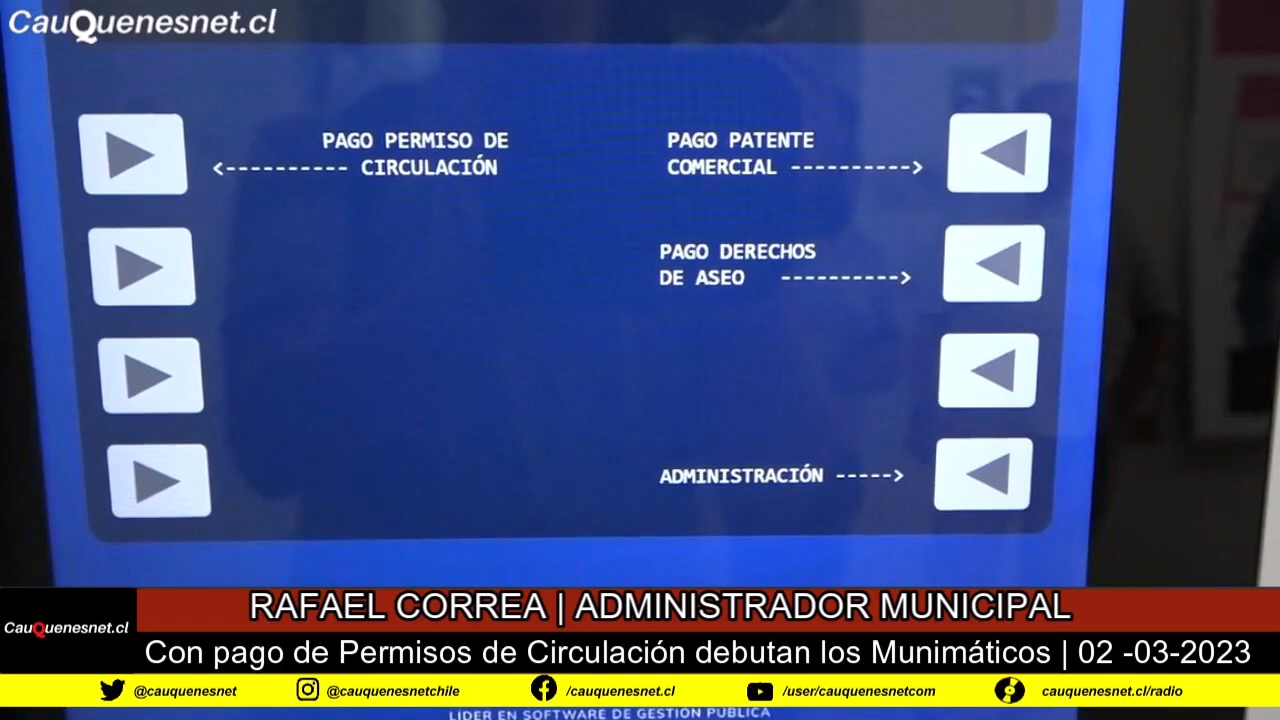 CauQuenesnet.cl
PAGO PERMISO DE
<---------- CIRCULACIÓN
PAGO PATENTE
COMERCIAL ---------->
PAGO DERECHOS
DE ASEO ---------->
ADMINISTRACIÓN ----->
RAFAEL CORREA | ADMINISTRADOR MUNICIPAL
CauQuenesnet.cl
Con pago de Permisos de Circulación debutan los Munimáticos | 02 -03-2023
@cauquenesnet
@cauquenesnetchile
/cauquenesnet.cl
/user/cauquenesnetcom
cauquenesnet.cl/radio
LÍDER EN SOFTWARE DE GESTIÓN PÚBLICA